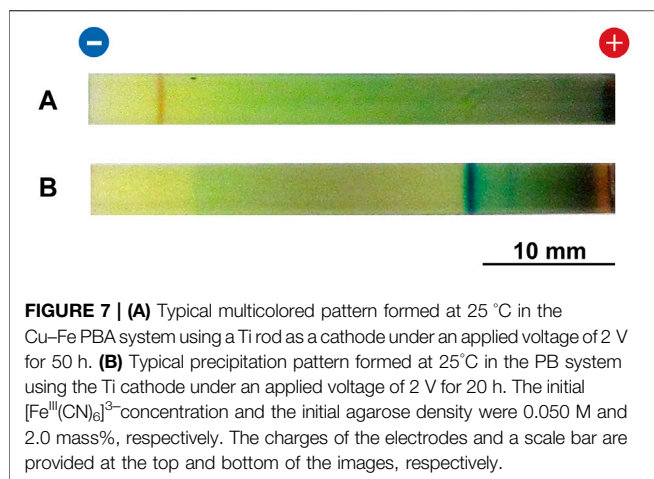 − +
A
B
10 mm
FIGURE 7 | (A) Typical multicolored pattern formed at 25 °C in the
Cu–Fe PBA system using a Ti rod as a cathode under an applied voltage of 2 V
for 50 h. (B) Typical precipitation pattern formed at 25°C in the PB system
using the Ti cathode under an applied voltage of 2 V for 20 h. The initial
[Feᴵᴵᴵ(CN)₆]³⁻concentration and the initial agarose density were 0.050 M and
2.0 mass%, respectively. The charges of the electrodes and a scale bar are
provided at the top and bottom of the images, respectively.